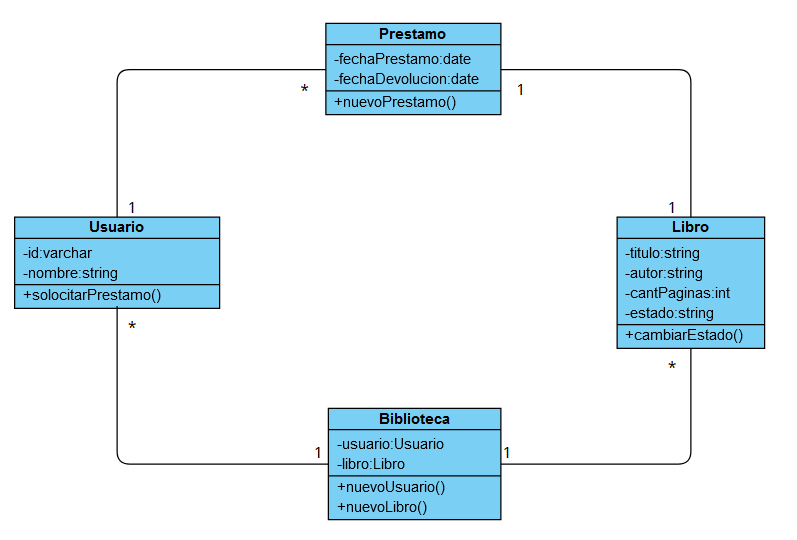 Prestamo
-fechaPrestamo:date
-fechaDevolucion:date
+nuevoPrestamo()
*
1
1
1
Usuario
-id:varchar
-nombre:string
+solocitarPrestamo()
*
Libro
-titulo:string
-autor:string
-cantPaginas:int
-estado:string
+cambiarEstado()
*
Biblioteca
-usuario:Usuario
-libro:Libro
+nuevoUsuario()
+nuevoLibro()
1
1